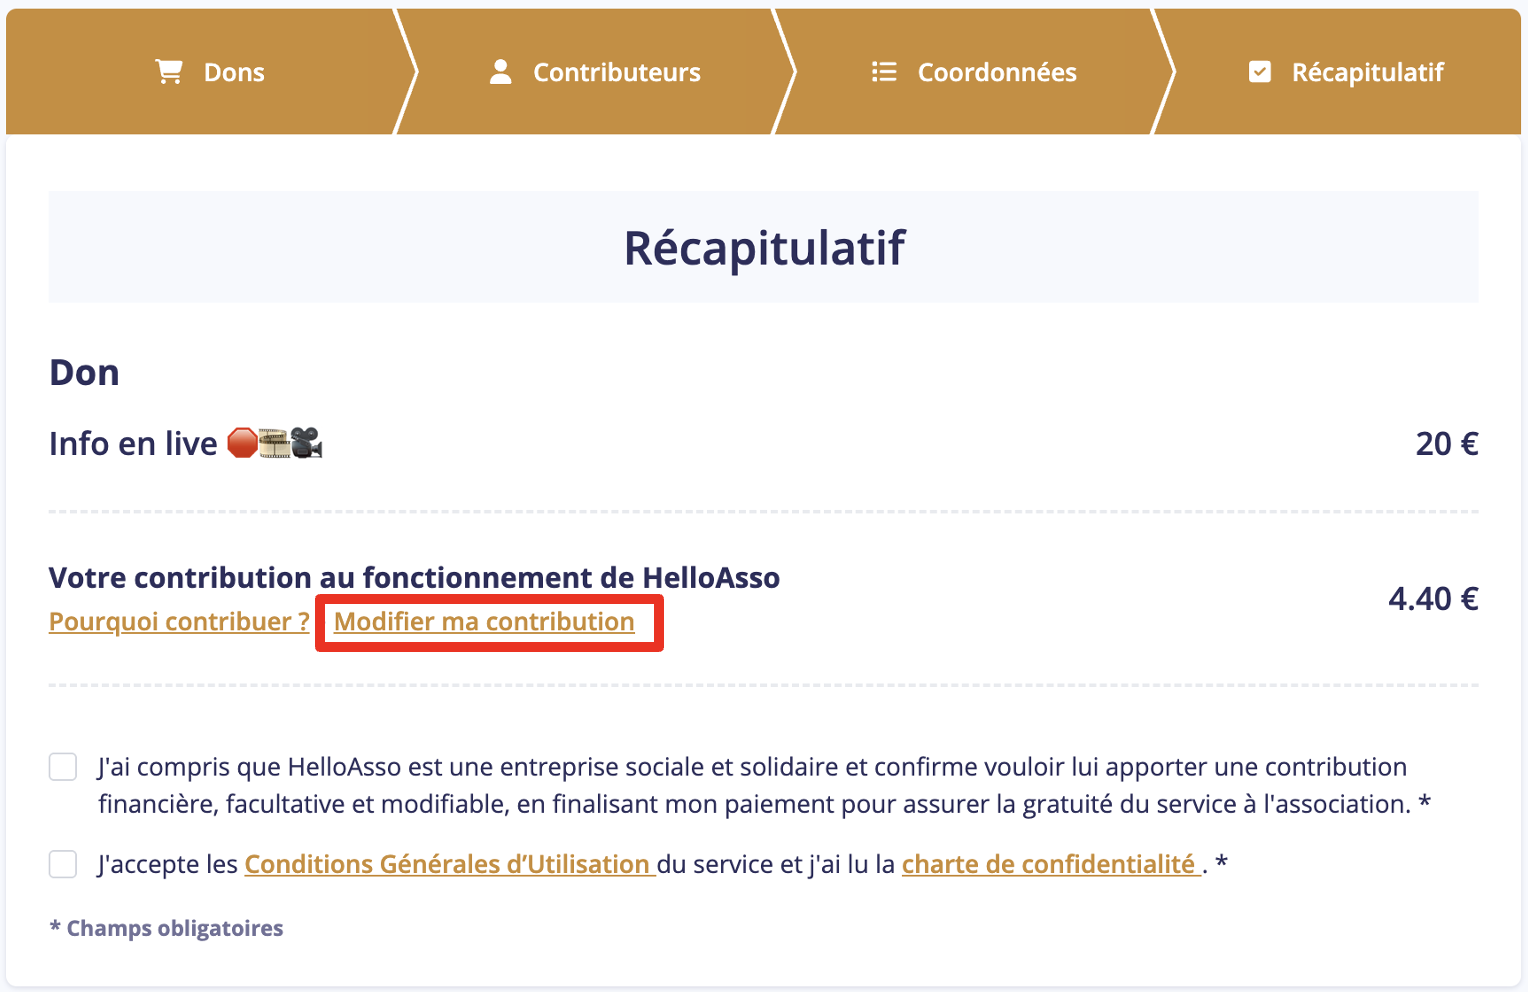 Dons
Contributeurs
Coordonnées
Récapitulatif
Récapitulatif
Don
Info en live 🛑🎞️🎥
20 €
Votre contribution au fonctionnement de HelloAsso
4.40 €
Pourquoi contribuer ? Modifier ma contribution
J'ai compris que HelloAsso est une entreprise sociale et solidaire et confirme vouloir lui apporter une contribution
financière, facultative et modifiable, en finalisant mon paiement pour assurer la gratuité du service à l'association. *
J'accepte les Conditions Générales d’Utilisation du service et j'ai lu la charte de confidentialité . *
* Champs obligatoires